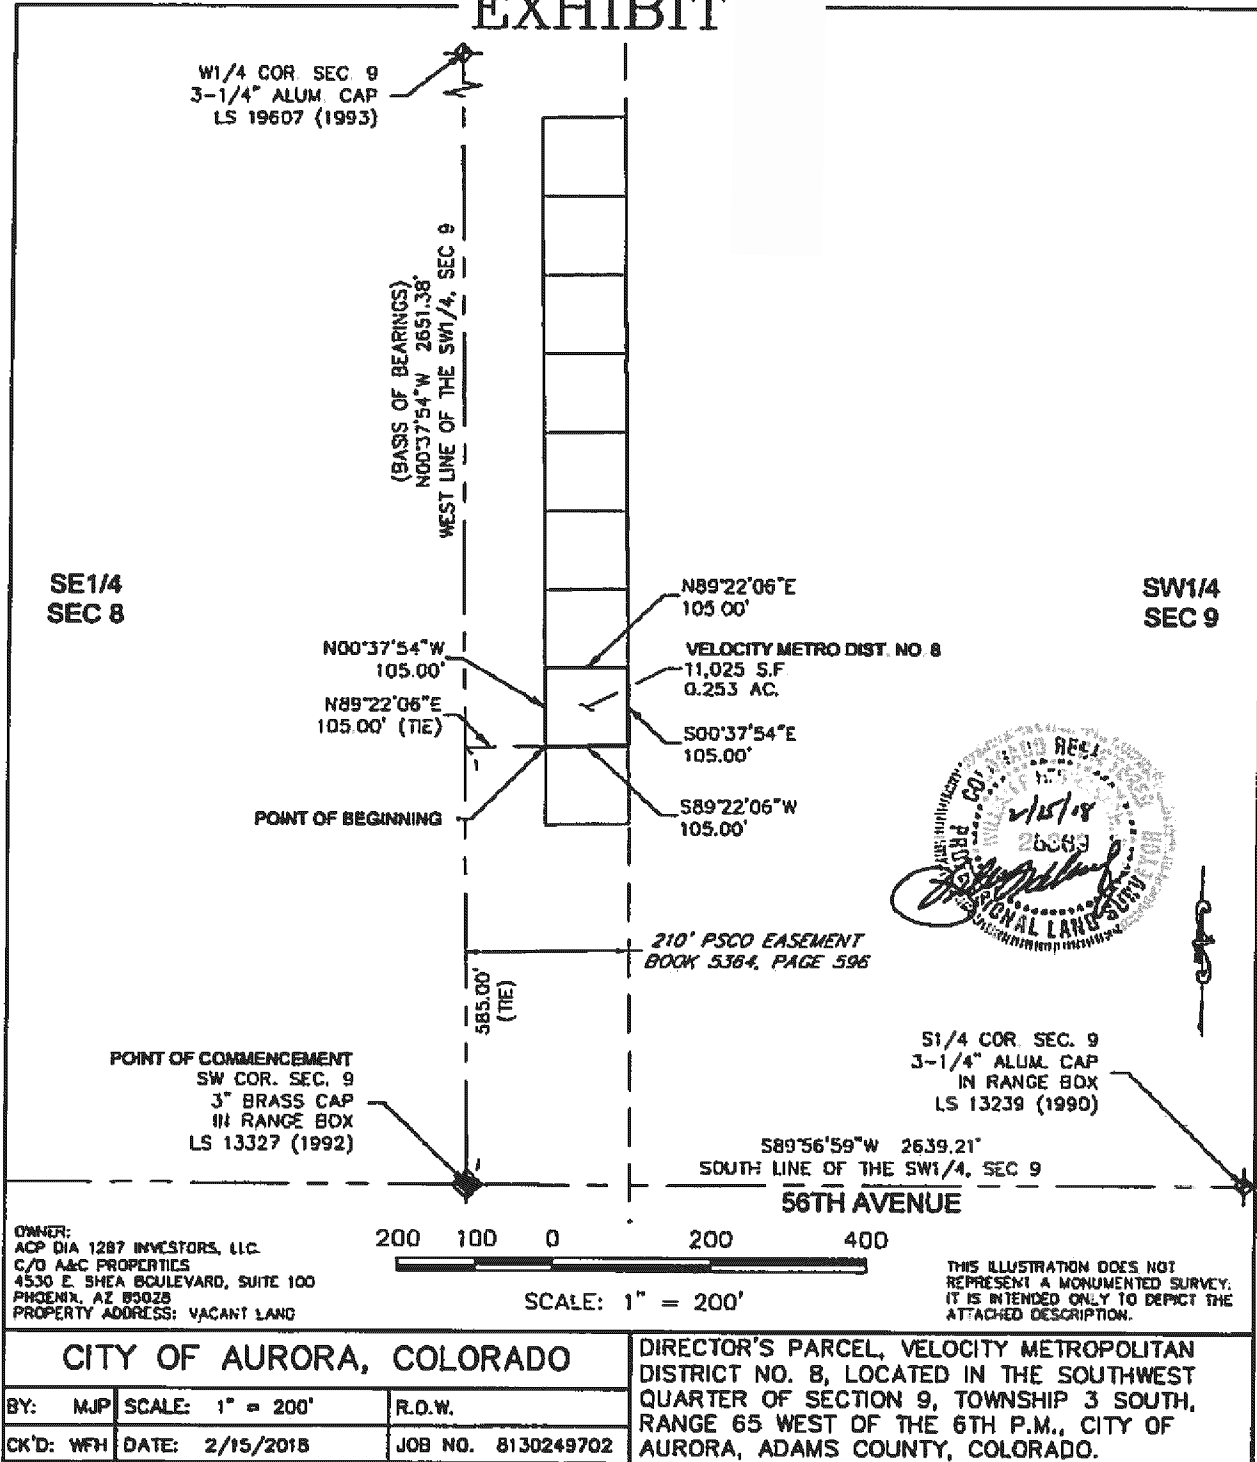 EXHIBIT
W1/4 COR. SEC. 9
3-1/4" ALUM. CAP
LS 19607 (1993)
(BASIS OF BEARINGS)
N00°37'54"W 2651.38'
WEST LINE OF THE SW1/4, SEC 9
SE1/4
SEC 8
SW1/4
SEC 9
N89°22'06"E
105.00'
N00°37'54"W
105.00'
VELOCITY METRO DIST. NO. 8
11,025 S.F.
0.253 AC.
N89°22'06"E
105.00' (TIE)
S00°37'54"E
105.00'
POINT OF BEGINNING
S89°22'06"W
105.00'
2/15/18
210' PSCO EASEMENT
BOOK 5364, PAGE 596
585.00'
(TIE)
POINT OF COMMENCEMENT
SW COR. SEC. 9
3" BRASS CAP
IN RANGE BOX
LS 13327 (1992)
S1/4 COR. SEC. 9
3-1/4" ALUM. CAP
IN RANGE BOX
LS 13239 (1990)
S89°56'59"W 2639.21'
SOUTH LINE OF THE SW1/4, SEC 9
56TH AVENUE
OWNER:
ACP DIA 1287 INVESTORS, LLC.
C/O A&C PROPERTIES
4530 E. SHEA BOULEVARD, SUITE 100
PHOENIX, AZ 85028
PROPERTY ADDRESS: VACANT LAND
200 100 0 200 400
SCALE: 1" = 200'
THIS ILLUSTRATION DOES NOT
REPRESENT A MONUMENTED SURVEY.
IT IS INTENDED ONLY TO DEPICT THE
ATTACHED DESCRIPTION.
CITY OF AURORA, COLORADO
BY: MJP SCALE: 1" = 200' R.O.W.
CK'D: WFH DATE: 2/15/2018 JOB NO. 8130249702
DIRECTOR'S PARCEL, VELOCITY METROPOLITAN
DISTRICT NO. 8, LOCATED IN THE SOUTHWEST
QUARTER OF SECTION 9, TOWNSHIP 3 SOUTH,
RANGE 65 WEST OF THE 6TH P.M., CITY OF
AURORA, ADAMS COUNTY, COLORADO.